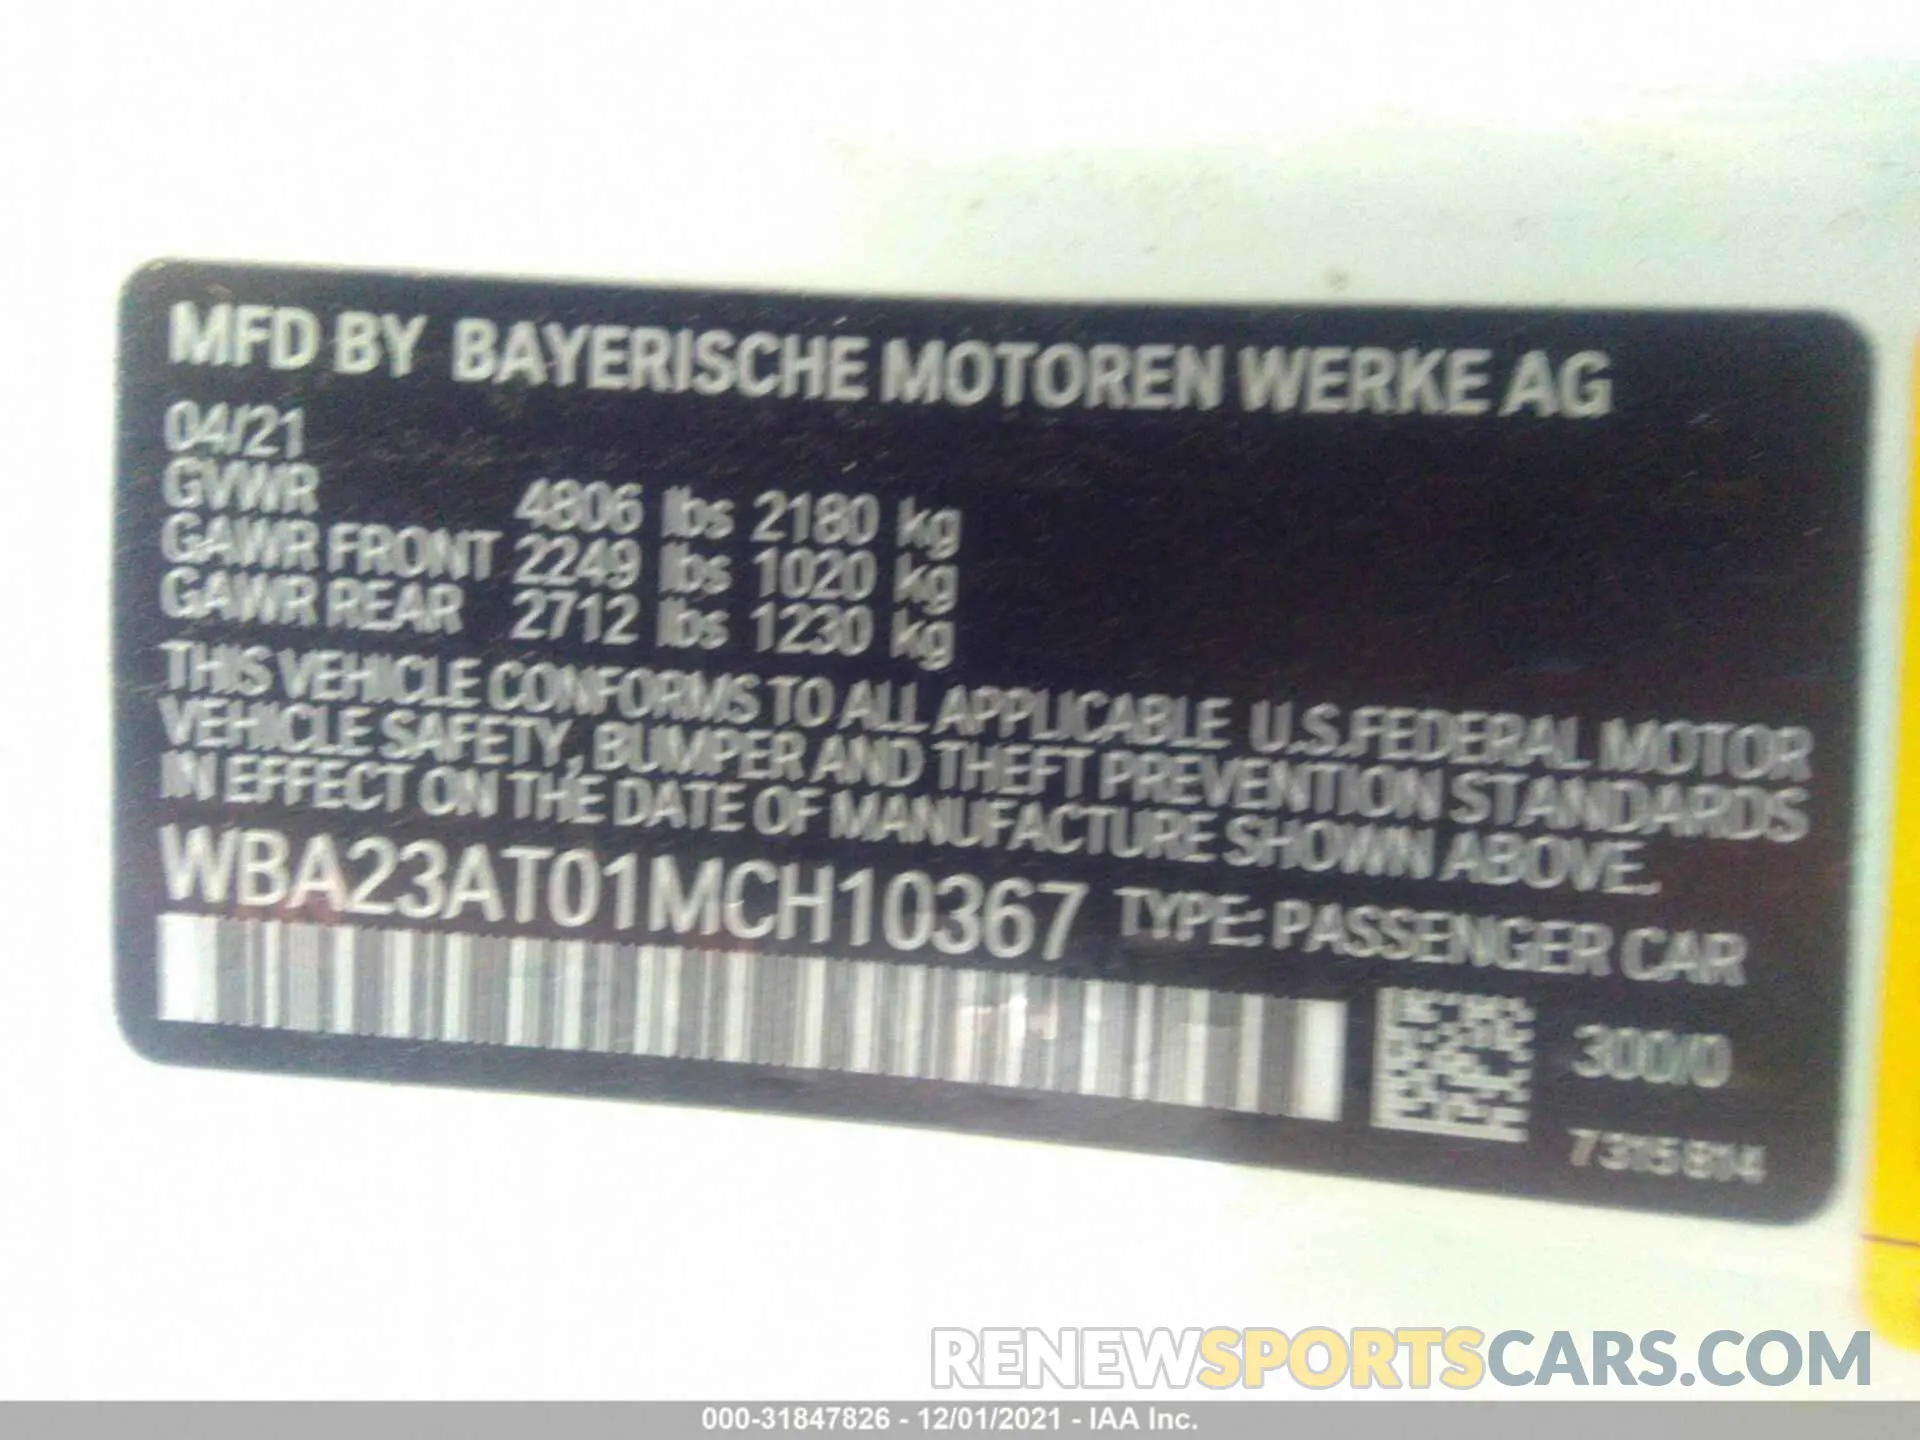 MFD BY BAYERISCHE MOTOREN WERKE AG
04/21
GVWR 4806 lbs 2180 kg
GAWR FRONT 2249 lbs 1020 kg
GAWR REAR 2712 lbs 1230 kg
THIS VEHICLE CONFORMS TO ALL APPLICABLE U.S.FEDERAL MOTOR
VEHICLE SAFETY, BUMPER AND THEFT PREVENTION STANDARDS
IN EFFECT ON THE DATE OF MANUFACTURE SHOWN ABOVE.
WBA23AT01MCH10367 TYPE: PASSENGER CAR
300/0
7315814
RENEWSPORTSCARS.COM
000-31847826 - 12/01/2021 - IAA Inc.